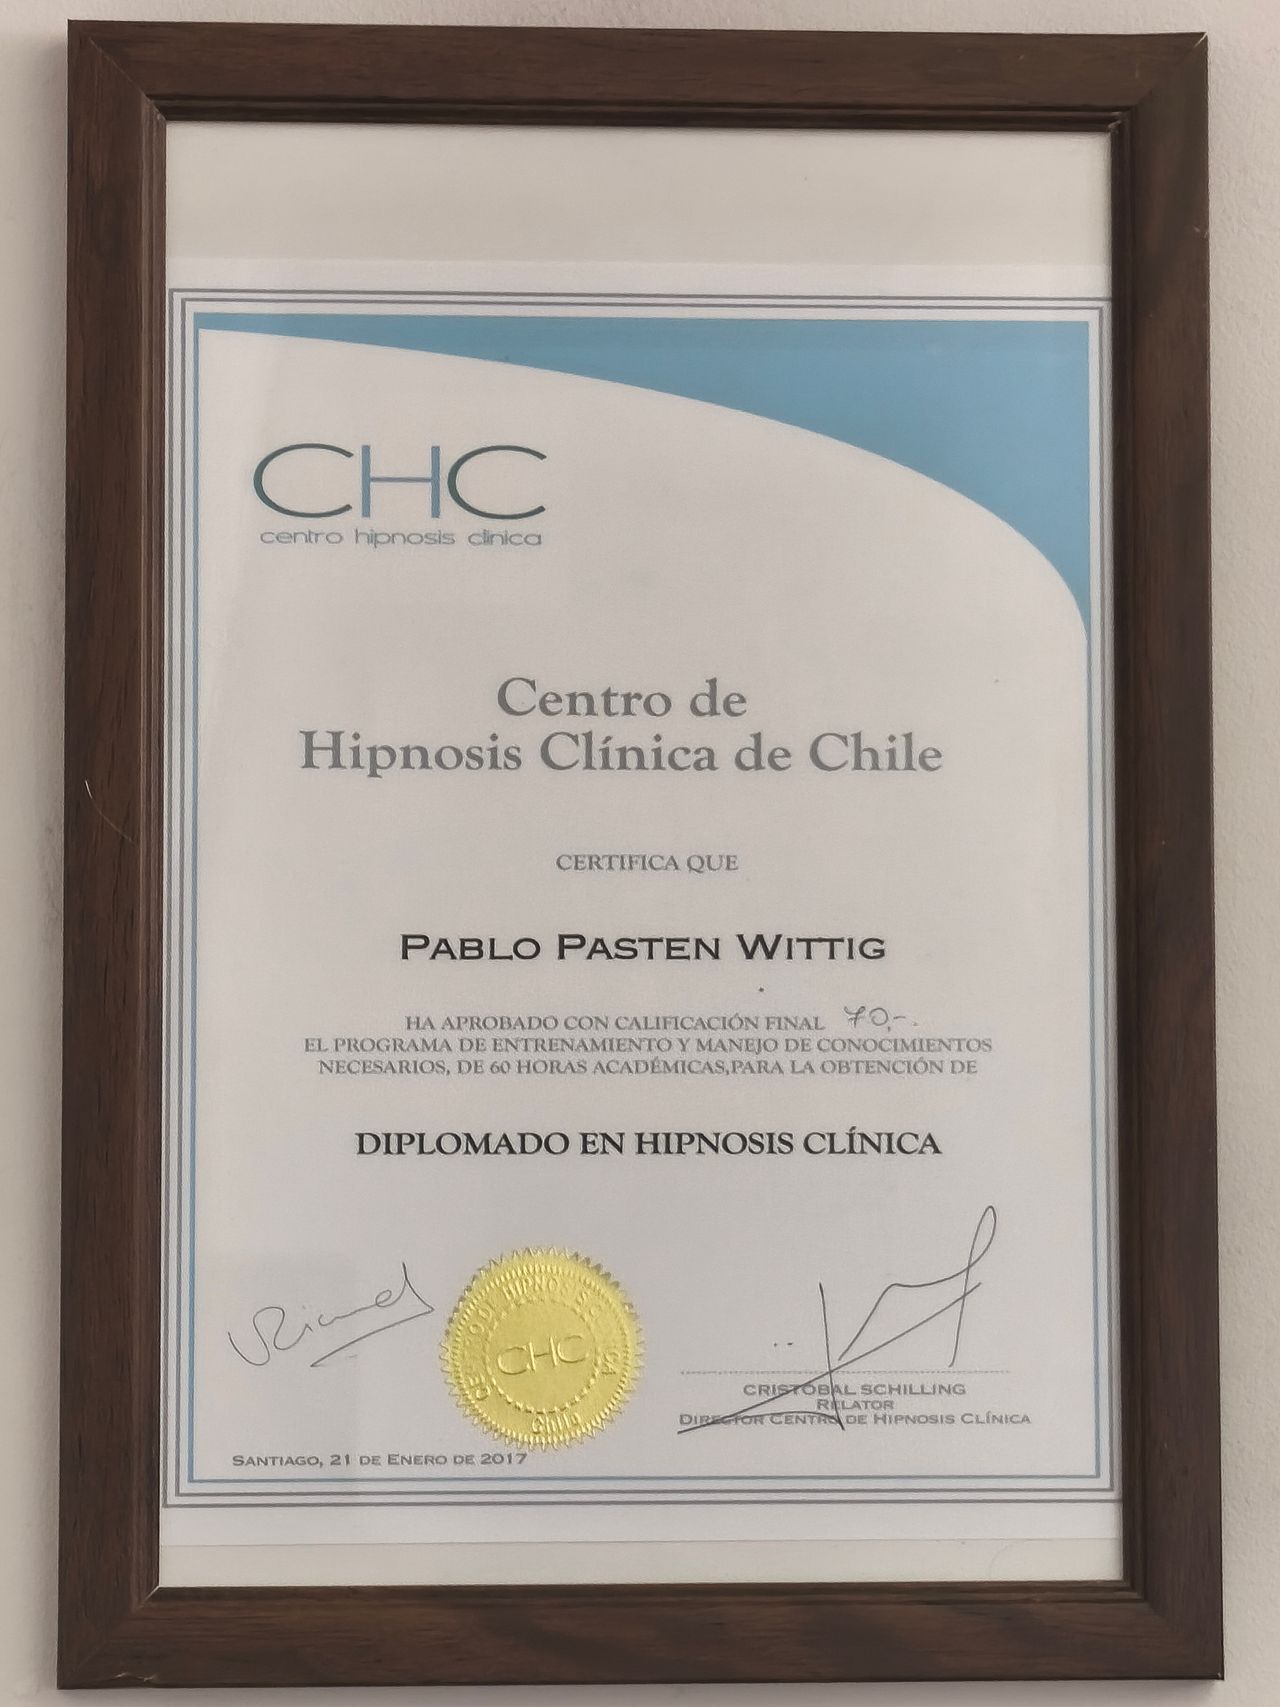 CHC
centro hipnosis clinica
Centro de
Hipnosis Clínica de Chile
CERTIFICA QUE
PABLO PASTEN WITTIG
HA APROBADO CON CALIFICACIÓN FINAL 70,-.
EL PROGRAMA DE ENTRENAMIENTO Y MANEJO DE CONOCIMIENTOS
NECESARIOS, DE 60 HORAS ACADÉMICAS,PARA LA OBTENCIÓN DE
DIPLOMADO EN HIPNOSIS CLÍNICA
CHC
Chile
CRISTOBAL SCHILLING
RELATOR
DIRECTOR CENTRO DE HIPNOSIS CLÍNICA
SANTIAGO, 21 DE ENERO DE 2017